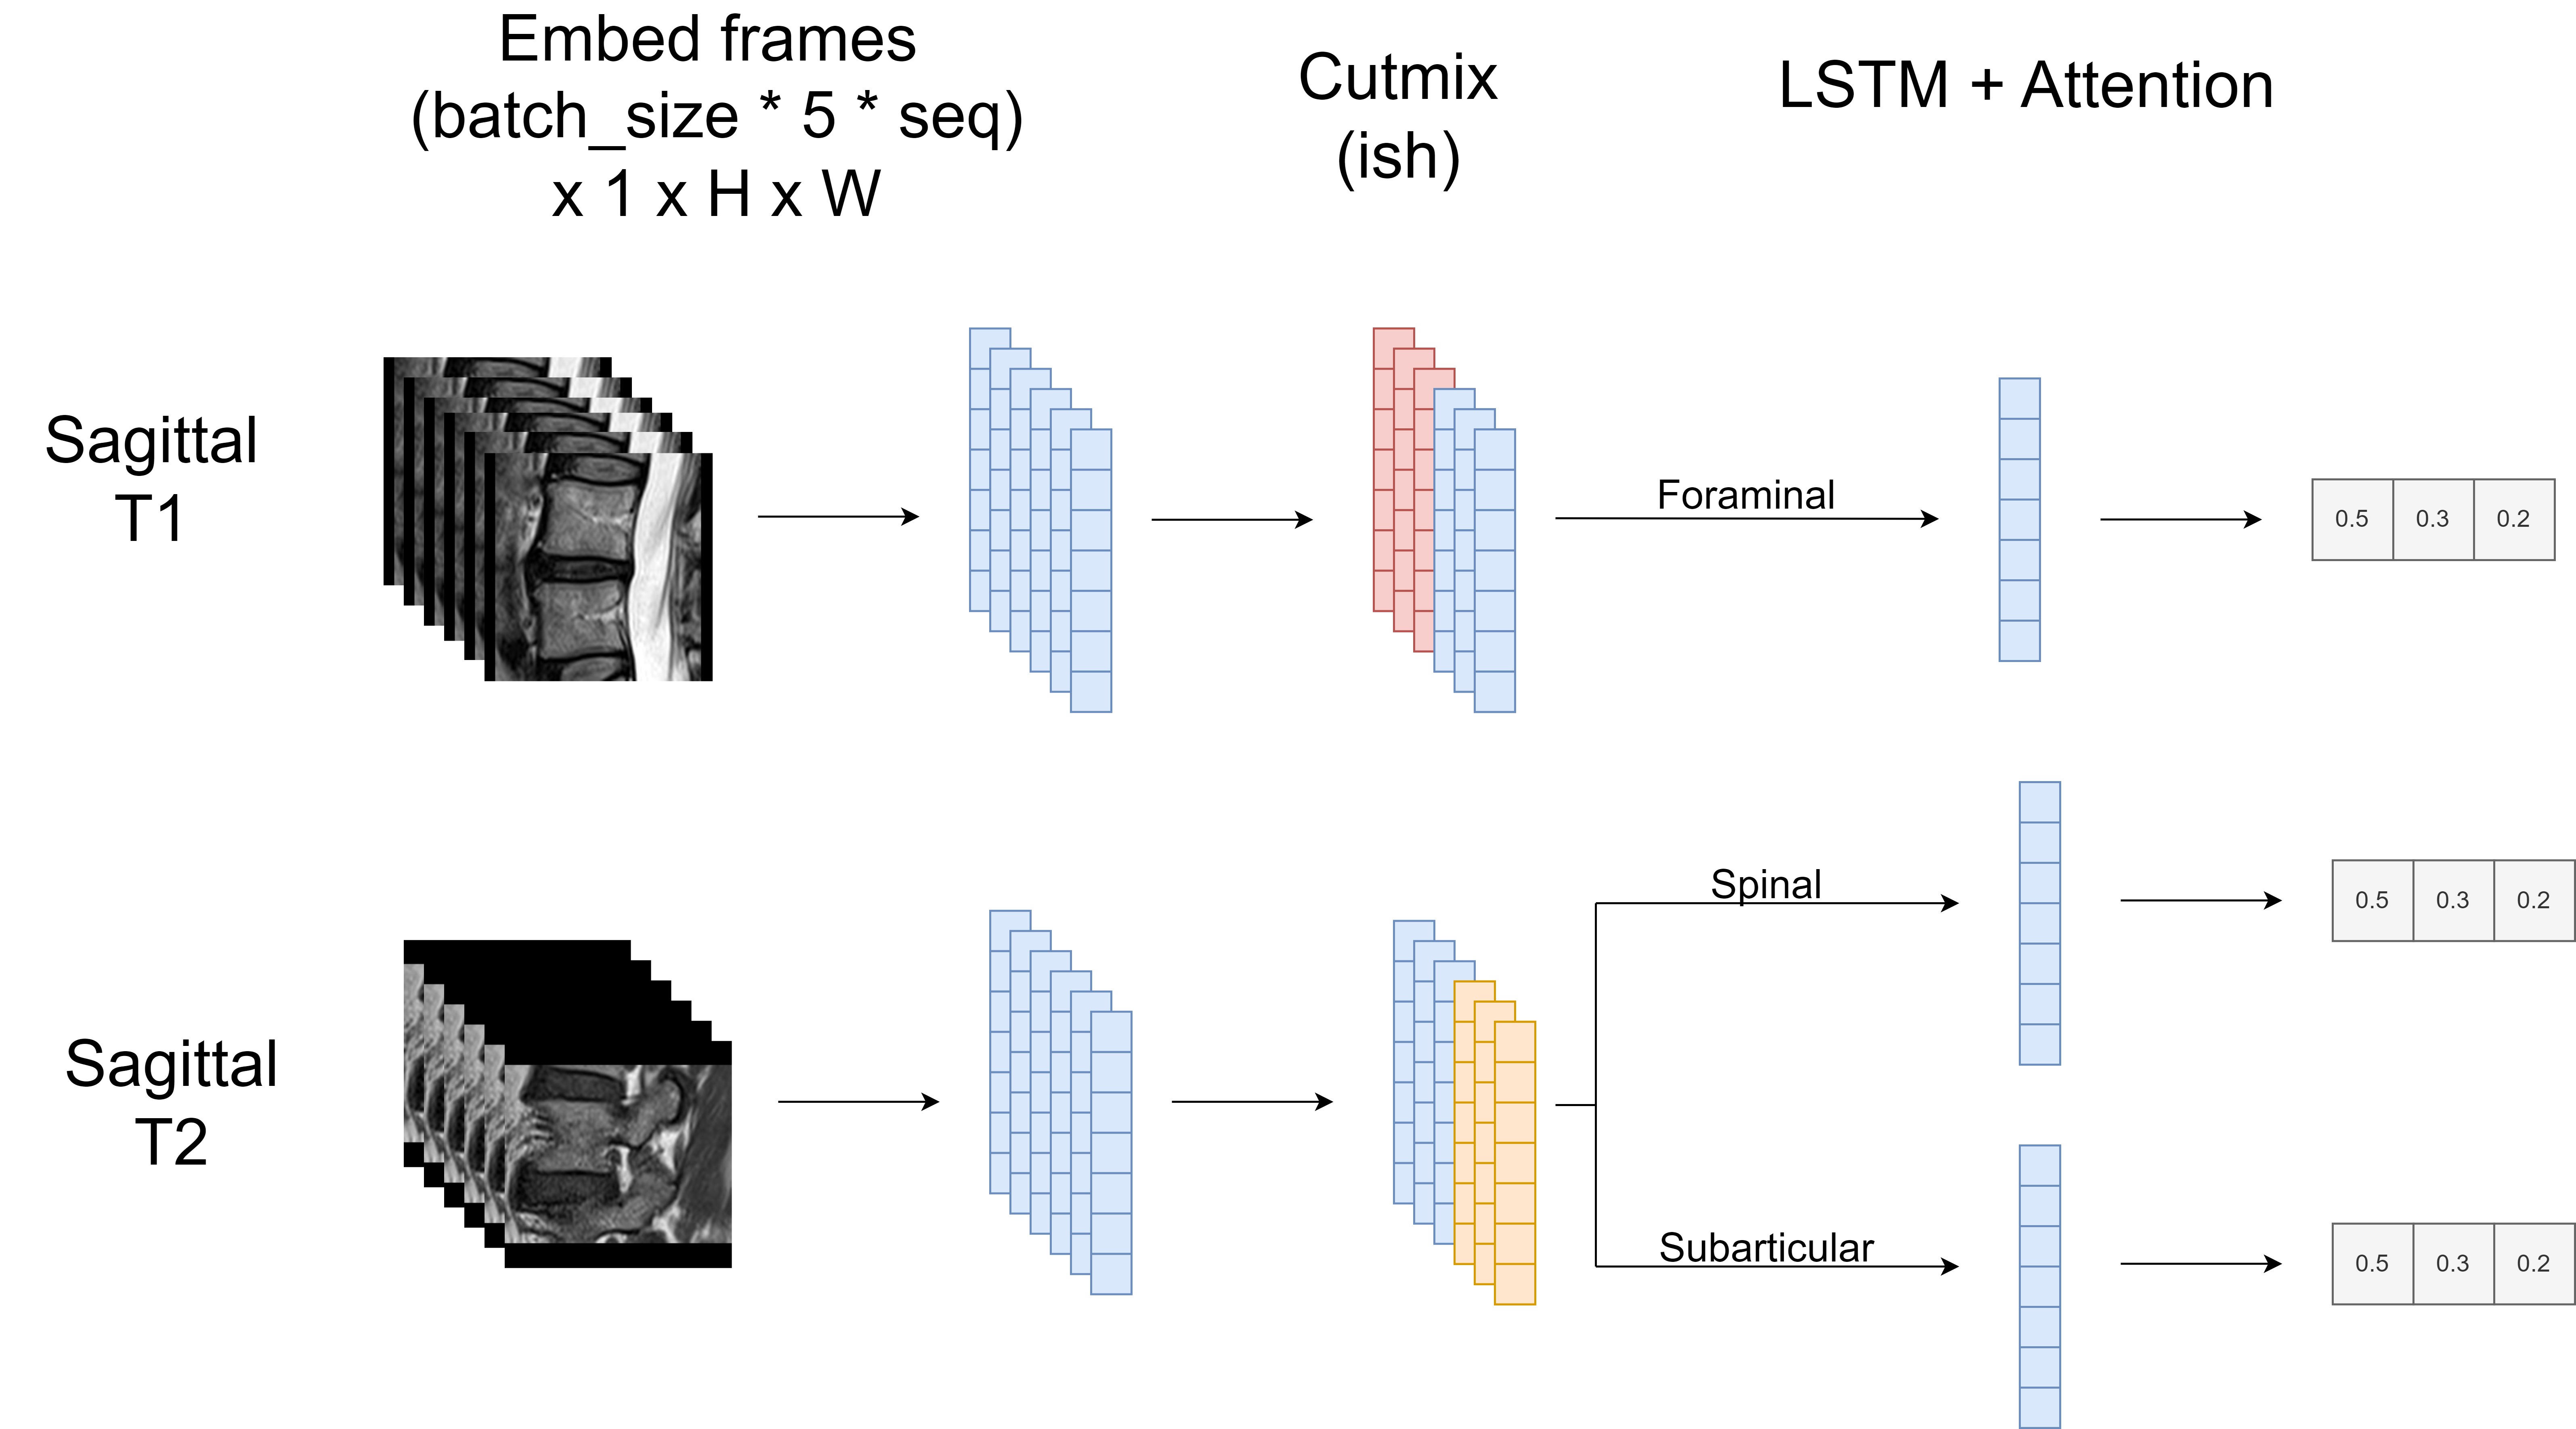 Embed frames
(batch_size * 5 * seq)
x 1 x H x W
Cutmix
(ish)
LSTM + Attention
Sagittal
T1
Foraminal
0.5 0.3 0.2
Sagittal
T2
Spinal
0.5 0.3 0.2
Subarticular
0.5 0.3 0.2